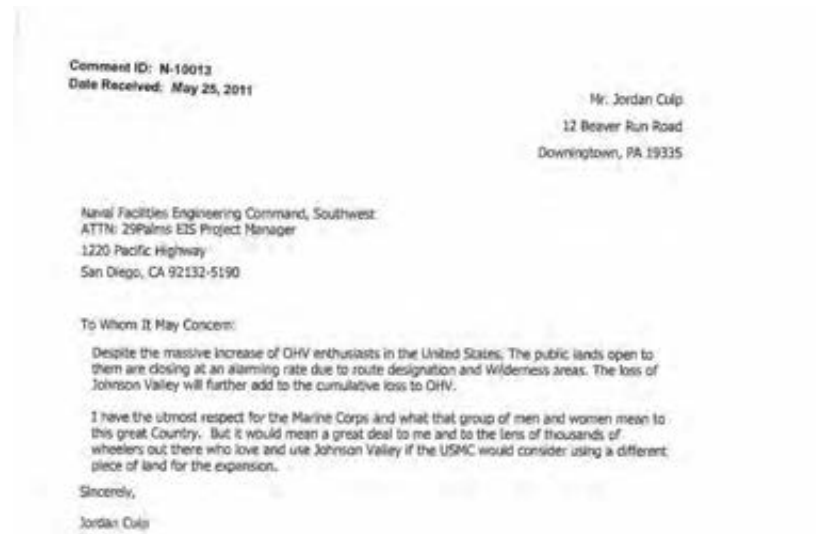 Comment ID: N-10013
Date Received: May 25, 2011
Mr. Jordan Culp
12 Beaver Run Road
Downingtown, PA 19335
Naval Facilities Engineering Command, Southwest
ATTN: 29Palms EIS Project Manager
1220 Pacific Highway
San Diego, CA 92132-5190
To Whom It May Concern:
Despite the massive increase of OHV enthusiasts in the United States. The public lands open to
them are closing at an alarming rate due to route designation and Wilderness areas. The loss of
Johnson Valley will further add to the cumulative loss to OHV.
I have the utmost respect for the Marine Corps and what that group of men and women mean to
this great Country. But it would mean a great deal to me and to the tens of thousands of
wheelers out there who love and use Johnson Valley if the USMC would consider using a different
piece of land for the expansion.
Sincerely,
Jordan Culp